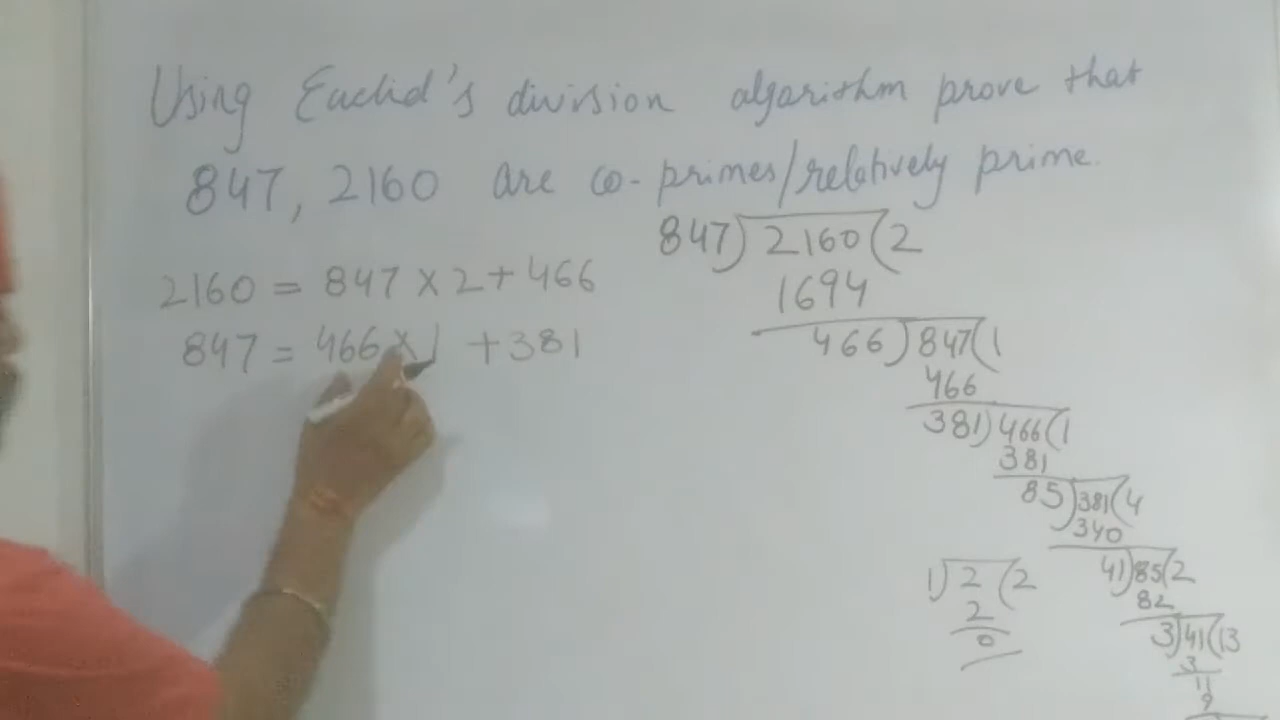 Using Euclid's division algarithm prove that
847, 2160 are co-primes/relatively prime.
2160 = 847 × 2 + 466
847 = 466 × 1 + 381
847) 2160 (2
1694
466) 847 (1
466
381) 466 (1
381
85) 381 (4
340
41) 85 (2
82
3) 41 (13
3
11
9
1) 2 (2
2
0